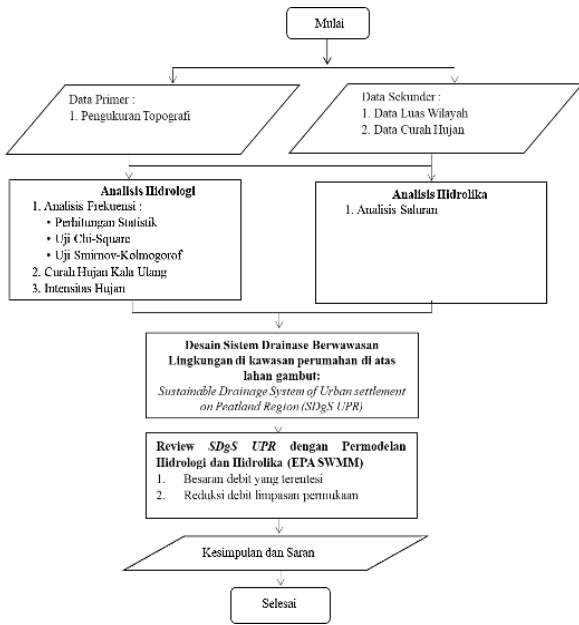 Mulai
Data Primer :
1. Pengukuran Topografi
Data Sekunder :
1. Data Luas Wilayah
2. Data Curah Hujan
Analisis Hidrologi
1. Analisis Frekuensi :
• Perhitungan Statistik
• Uji Chi-Square
• Uji Smirnov-Kolmogorof
2. Curah Hujan Kala Ulang
3. Intensitas Hujan
Analisis Hidrolika
1. Analisis Saluran
Desain Sistem Drainase Berwawasan
Lingkungan di kawasan perumahan di atas
lahan gambut:
Sustainable Drainage System of Urban settlement
on Peatland Region (SDgS UPR)
Review SDgS UPR dengan Permodelan
Hidrologi dan Hidrolika (EPA SWMM)
1. Besaran debit yang terentesi
2. Reduksi debit limpasan permukaan
Kesimpulan dan Saran
Selesai